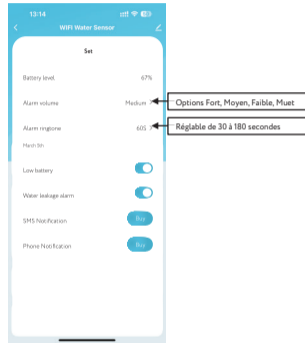 13:14
WIFI Water Sensor
Set
Battery level 67%
Alarm volume Medium >
Options Fort, Moyen, Faible, Muet
Alarm ringtone 60S >
Réglable de 30 à 180 secondes
Low battery
Water leakage alarm
SMS Notification Buy
Phone Notification Buy